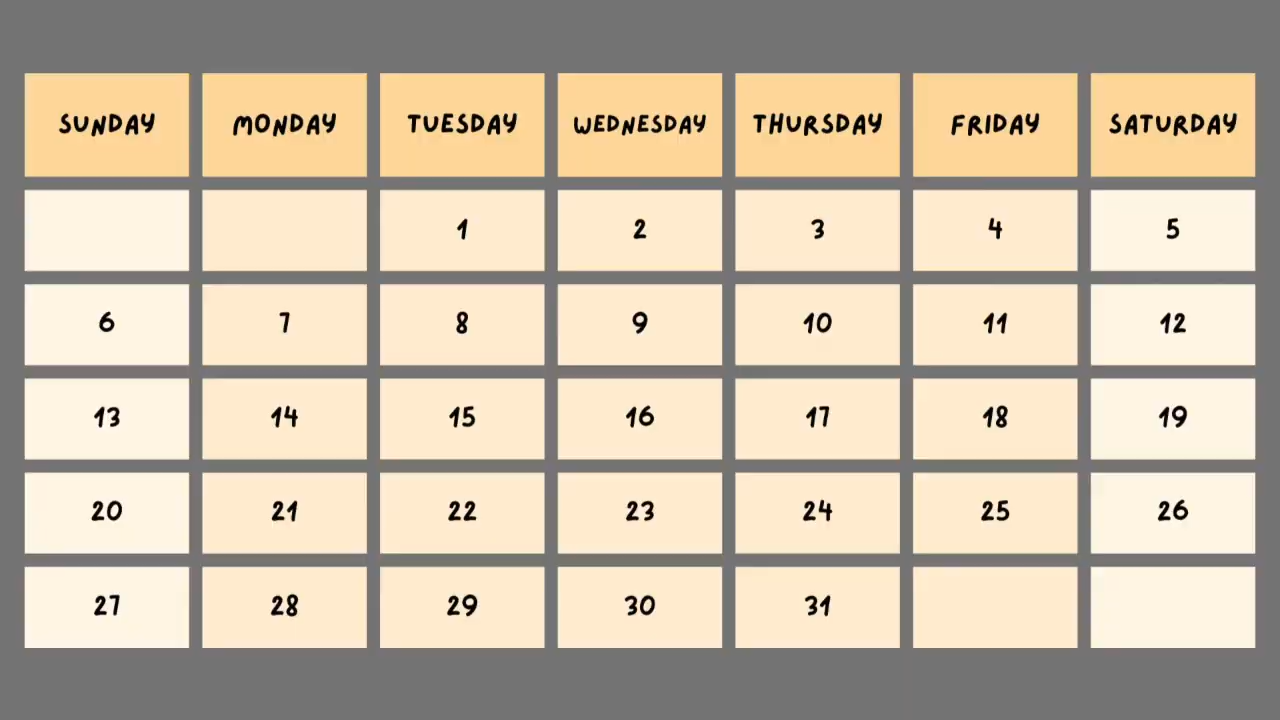 SUNDAY MONDAY TUESDAY WEDNESDAY THURSDAY FRIDAY SATURDAY
1 2 3 4 5
6 7 8 9 10 11 12
13 14 15 16 17 18 19
20 21 22 23 24 25 26
27 28 29 30 31